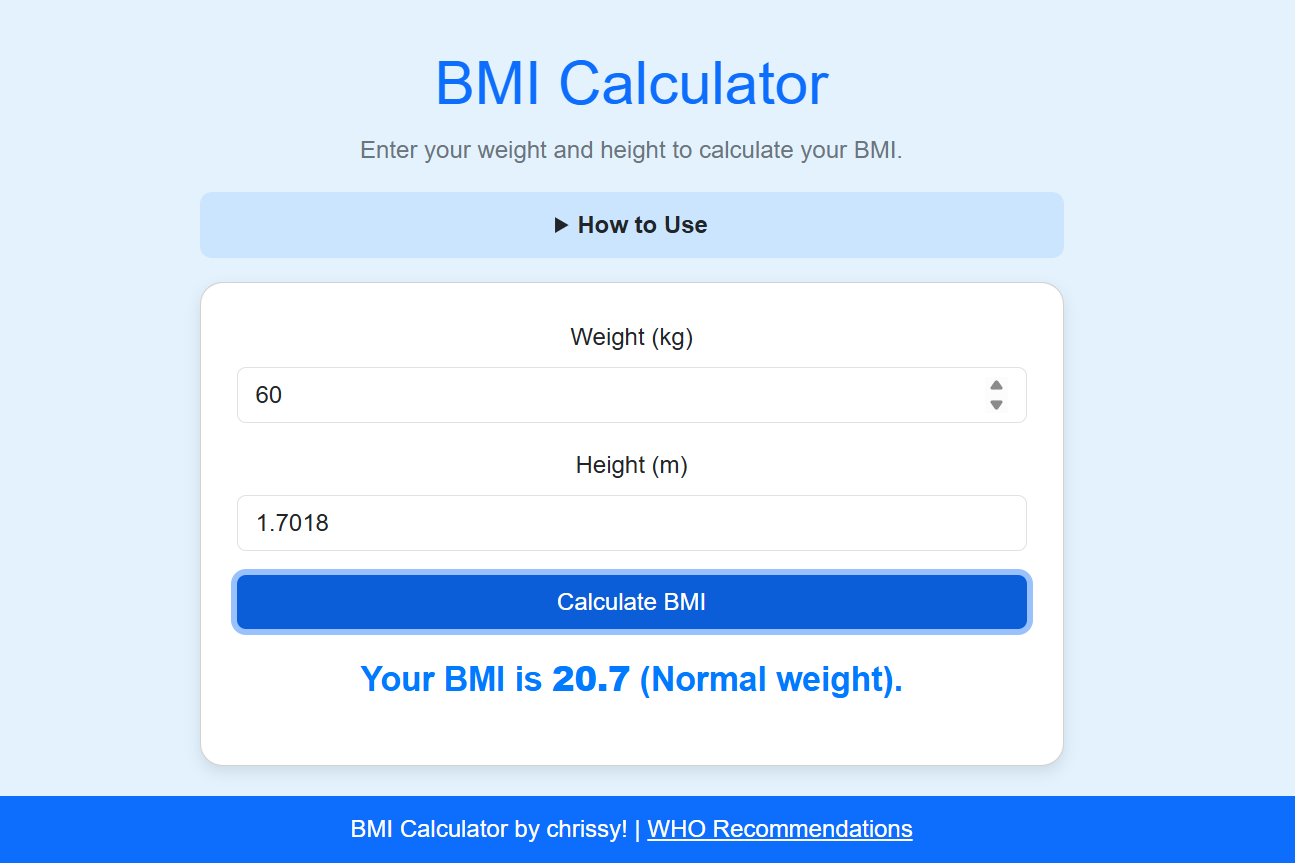 BMI Calculator
Enter your weight and height to calculate your BMI.
How to Use
Weight (kg)
60
Height (m)
1.7018
Calculate BMI
Your BMI is 20.7 (Normal weight).
BMI Calculator by chrissy! | WHO Recommendations